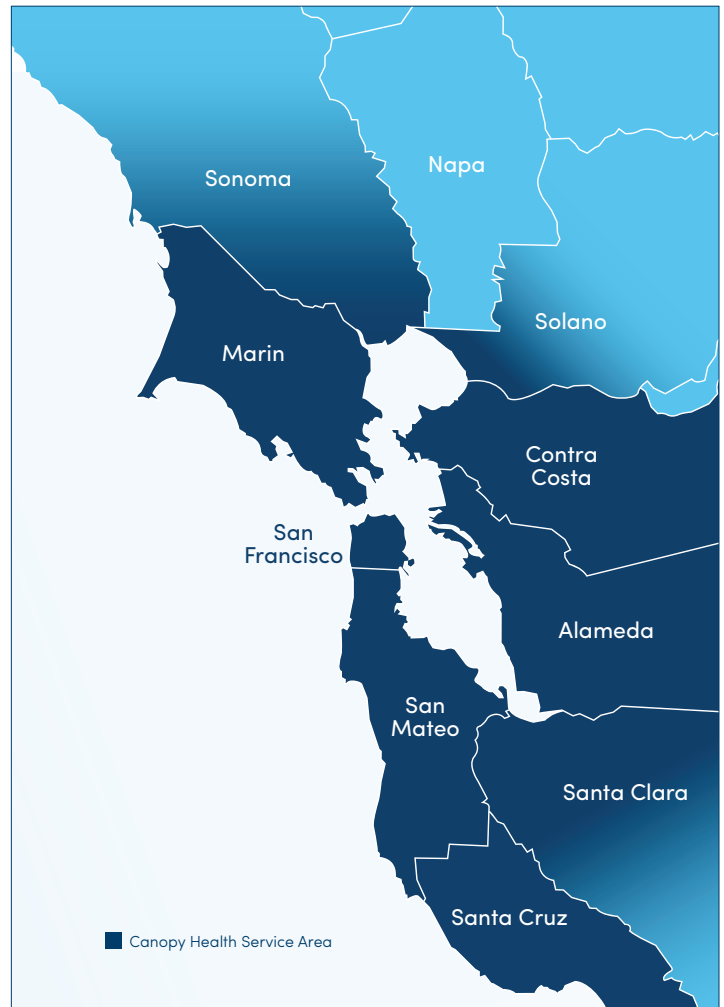 Napa
Sonoma
Solano
Marin
Contra
Costa
San
Francisco
Alameda
San
Mateo
Santa Clara
Santa Cruz
Canopy Health Service Area